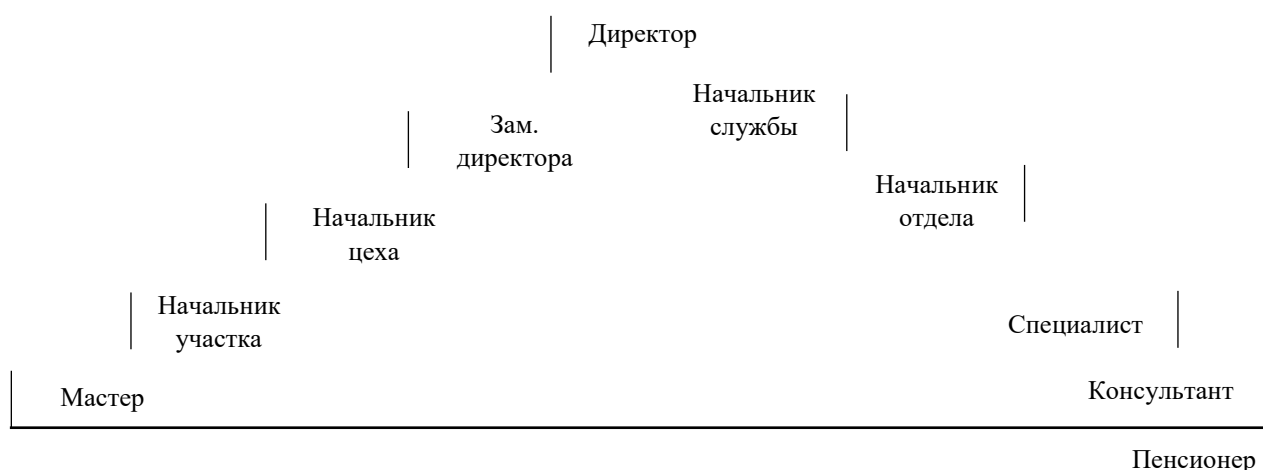 Директор
Начальник
службы
Зам.
директора
Начальник
отдела
Начальник
цеха
Начальник
участка
Специалист
Мастер
Консультант
Пенсионер